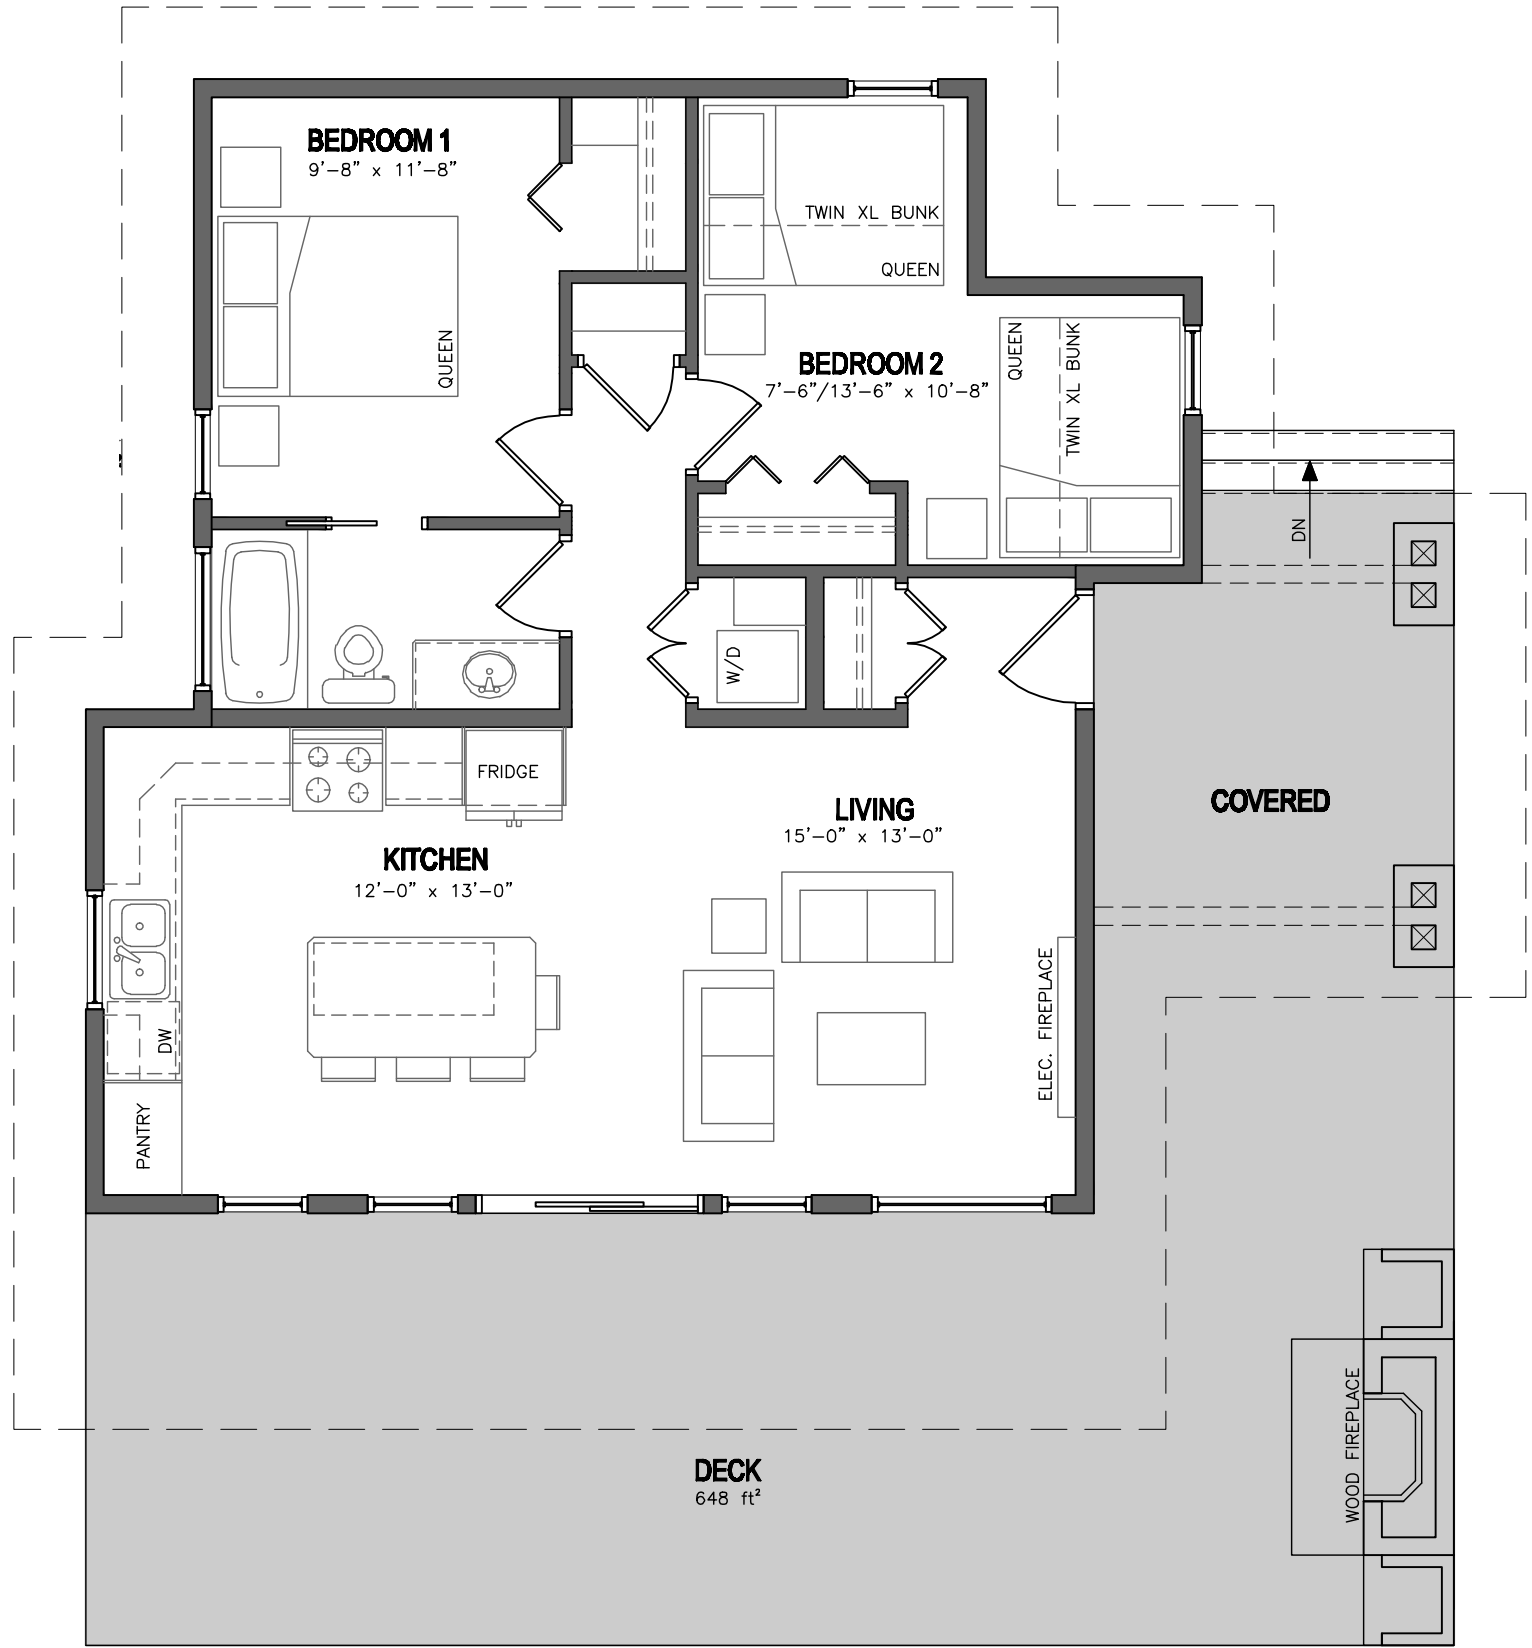 BEDROOM 1
9'-8" x 11'-8"
QUEEN
TWIN XL BUNK
QUEEN
BEDROOM 2
7'-6"/13'-6" x 10'-8"
QUEEN
TWIN XL BUNK
DN
W/D
FRIDGE
KITCHEN
12'-0" x 13'-0"
LIVING
15'-0" x 13'-0"
COVERED
DW
PANTRY
ELEC. FIREPLACE
WOOD FIREPLACE
DECK
648 ft²